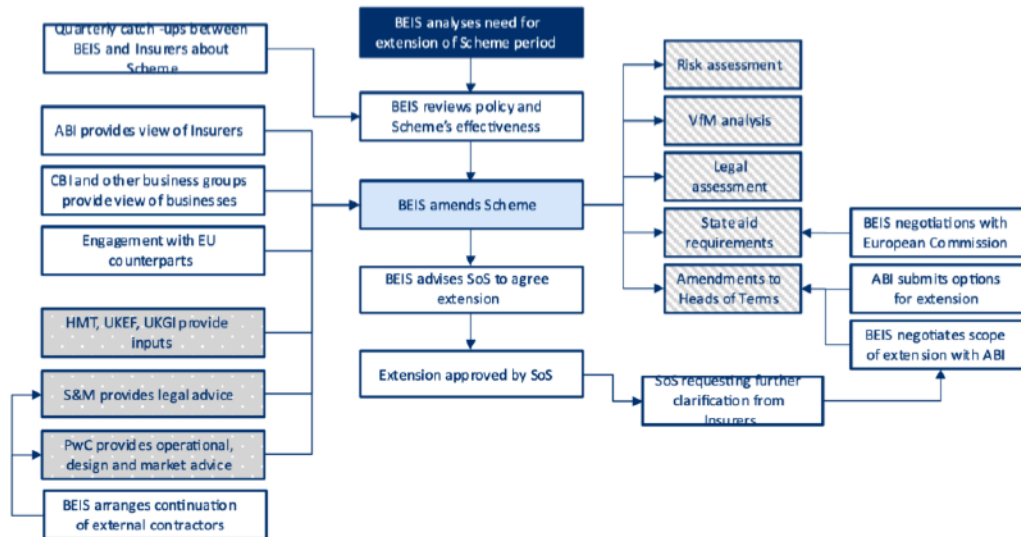 Quarterly catch -ups between
BEIS and Insurers about
Scheme
ABI provides view of Insurers
CBI and other business groups
provide view of businesses
Engagement with EU
counterparts
HMT, UKEF, UKGI provide
inputs
S&M provides legal advice
PwC provides operational,
design and market advice
BEIS arranges continuation
of external contractors
BEIS analyses need for
extension of Scheme period
BEIS reviews policy and
Scheme's effectiveness
BEIS amends Scheme
BEIS advises SoS to agree
extension
Extension approved by SoS
SoS requesting further
clarification from
Insurers
Risk assessment
VfM analysis
Legal
assessment
State aid
requirements
Amendments to
Heads of Terms
BEIS negotiations with
European Commission
ABI submits options
for extension
BEIS negotiates scope
of extension with ABI